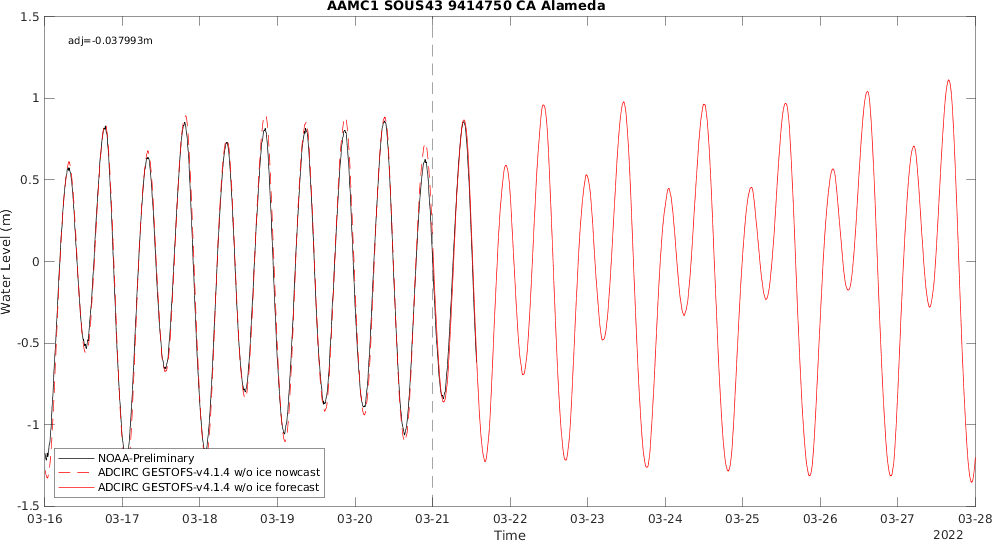 AAMC1 SOUS43 9414750 CA Alameda
adj=-0.037993m
1.5
1
0.5
0
-0.5
-1
-1.5
Water Level (m)
NOAA-Preliminary
ADCIRC GESTOFS-v4.1.4 w/o ice nowcast
ADCIRC GESTOFS-v4.1.4 w/o ice forecast
03-16 03-17 03-18 03-19 03-20 03-21 03-22 03-23 03-24 03-25 03-26 03-27 03-28
Time
2022